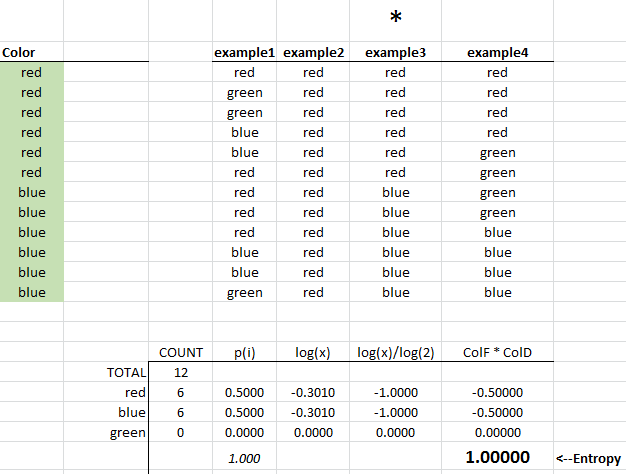 *
Color example1 example2 example3 example4
red red red red red
red green red red red
red green red red red
red blue red red red
red blue red red green
red red red red green
blue red red blue green
blue red red blue green
blue red red blue blue
blue blue red blue blue
blue blue red blue blue
blue green red blue blue
COUNT p(i) log(x) log(x)/log(2) ColF * ColD
TOTAL 12
red 6 0.5000 -0.3010 -1.0000 -0.50000
blue 6 0.5000 -0.3010 -1.0000 -0.50000
green 0 0.0000 0.0000 0.0000 0.00000
1.000 1.00000 <--Entropy